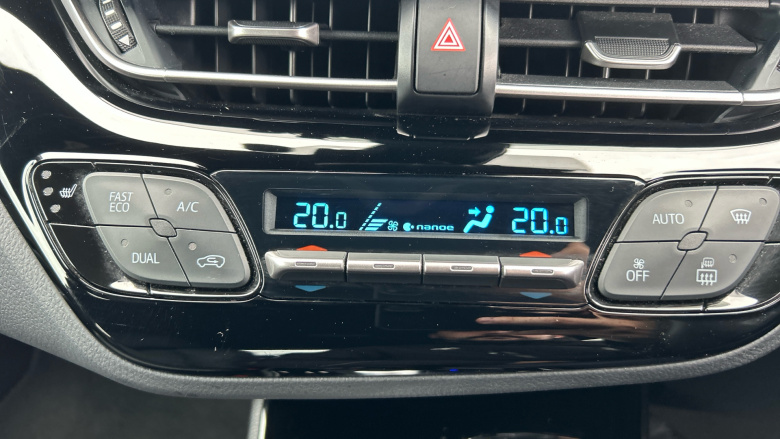 FAST
ECO
A/C
DUAL
20.0
nanoe
20.0
AUTO
OFF